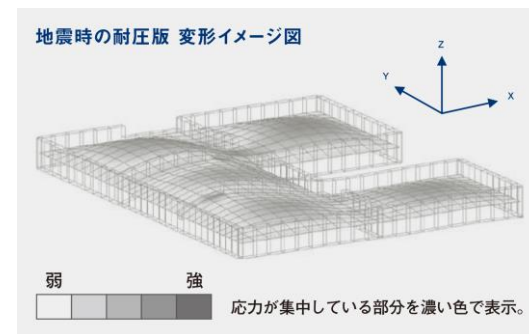 地震時の耐圧版 変形イメージ図
Z
Y
X
弱 強
応力が集中している部分を濃い色で表示。